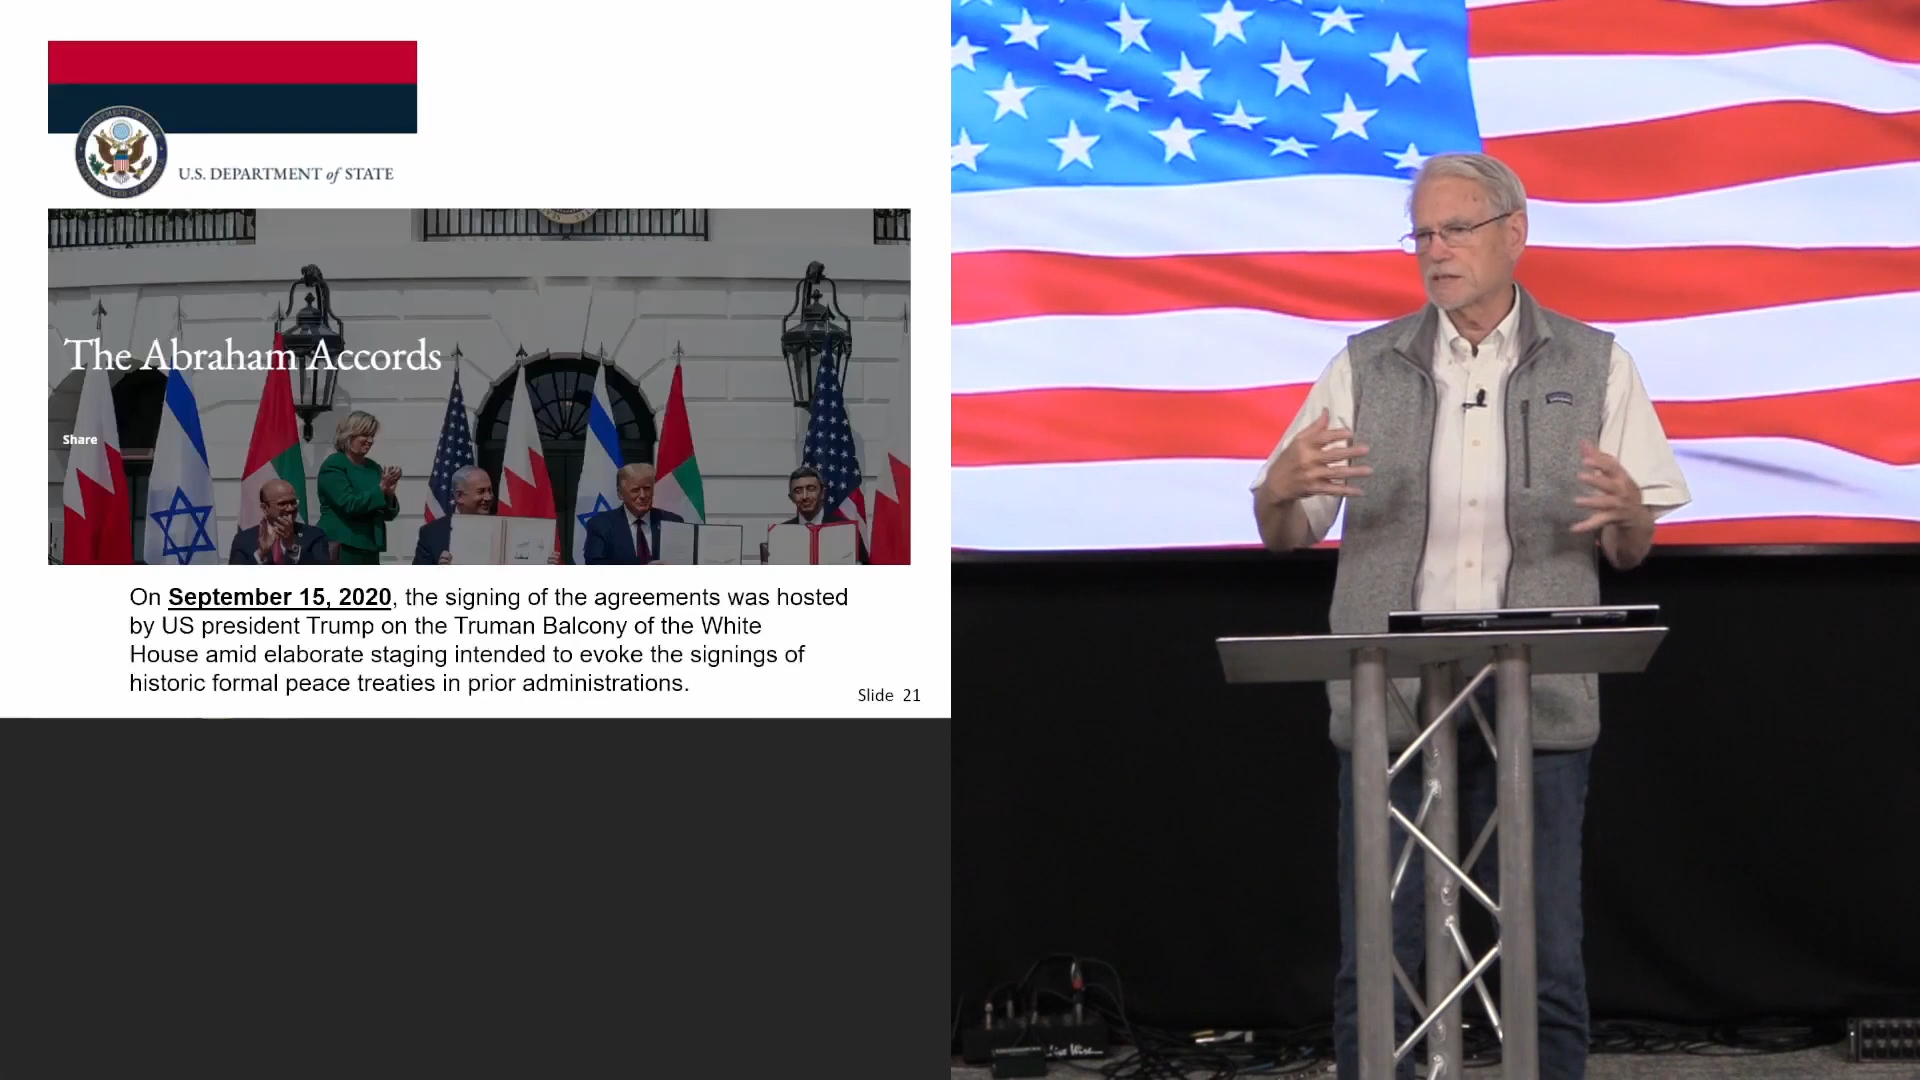 U.S. DEPARTMENT of STATE
The Abraham Accords
Share
On September 15, 2020, the signing of the agreements was hosted
by US president Trump on the Truman Balcony of the White
House amid elaborate staging intended to evoke the signings of
historic formal peace treaties in prior administrations.
Slide 21
Live Wire